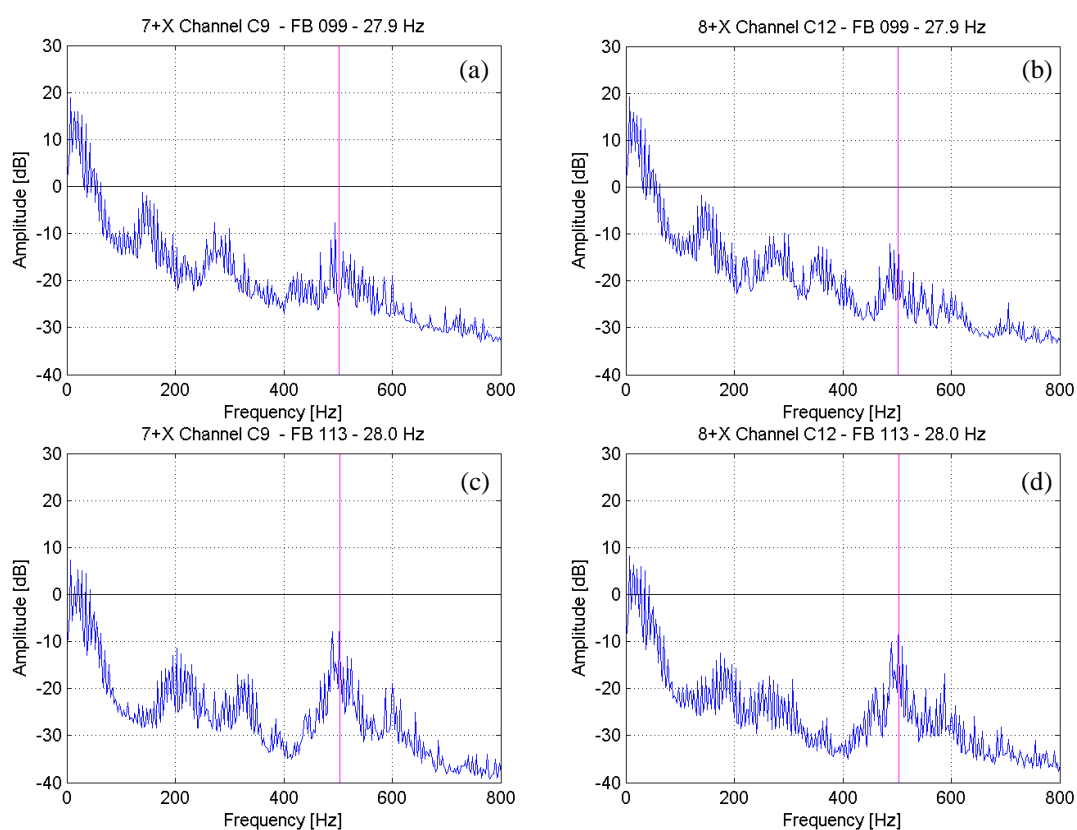 7+X Channel C9 - FB 099 - 27.9 Hz
(a)
Amplitude [dB]
30
20
10
0
-10
-20
-30
-40
0 200 400 600 800
Frequency [Hz]
8+X Channel C12 - FB 099 - 27.9 Hz
(b)
Amplitude [dB]
30
20
10
0
-10
-20
-30
-40
0 200 400 600 800
Frequency [Hz]
7+X Channel C9 - FB 113 - 28.0 Hz
(c)
Amplitude [dB]
30
20
10
0
-10
-20
-30
-40
0 200 400 600 800
Frequency [Hz]
8+X Channel C12 - FB 113 - 28.0 Hz
(d)
Amplitude [dB]
30
20
10
0
-10
-20
-30
-40
0 200 400 600 800
Frequency [Hz]